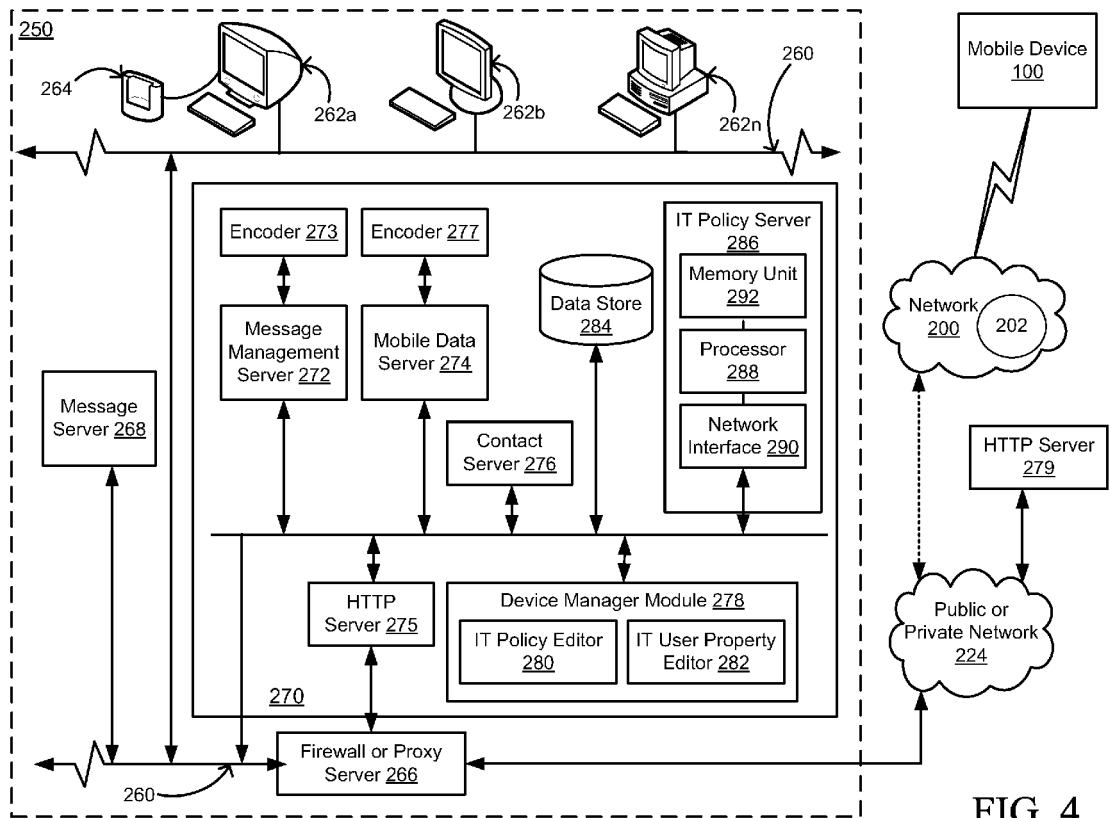 250
264
262a
262b
262n
260
Mobile Device
100
Encoder 273
Encoder 277
IT Policy Server
286
Memory Unit
292
Data Store
284
Network
200
202
Message
Management
Server 272
Mobile Data
Server 274
Processor
288
Message
Server 268
Contact
Server 276
Network
Interface 290
HTTP Server
279
HTTP
Server 275
Device Manager Module 278
IT Policy Editor
280
IT User Property
Editor 282
Public or
Private Network
224
270
Firewall or Proxy
Server 266
260
FIG. 4